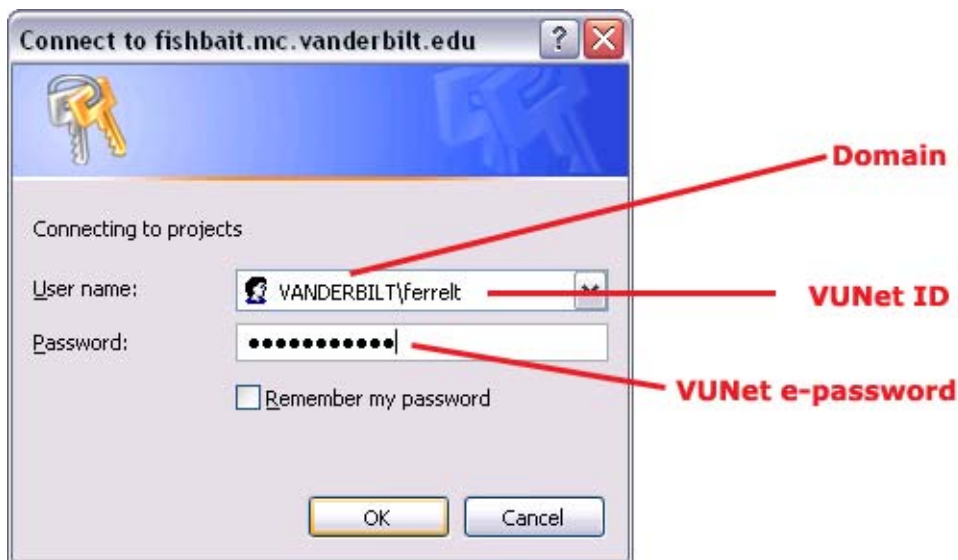 Connect to fishbait.mc.vanderbilt.edu
Domain
Connecting to projects
User name: VANDERBILT\ferrelt
VUNet ID
Password: ●●●●●●●●●●●
VUNet e-password
Remember my password
OK Cancel